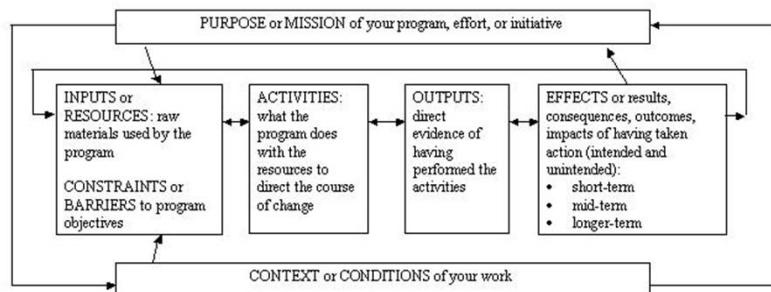 PURPOSE or MISSION of your program, effort, or initiative
INPUTS or
RESOURCES: raw
materials used by the
program
CONSTRAINTS or
BARRIERS to program
objectives
ACTIVITIES:
what the
program does
with the
resources to
direct the course
of change
OUTPUTS:
direct
evidence of
having
performed the
activities
EFFECTS or results,
consequences, outcomes,
impacts of having taken
action (intended and
unintended):
• short-term
• mid-term
• longer-term
CONTEXT or CONDITIONS of your work